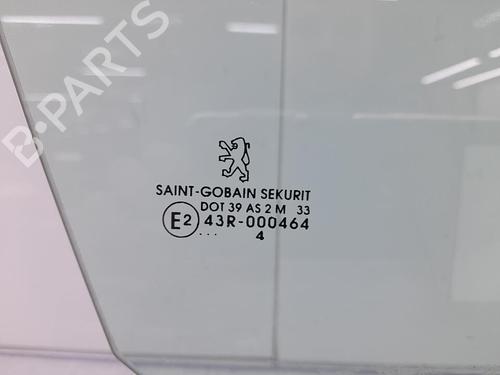 B-PARTS
SAINT-GOBAIN SEKURIT
DOT 39 AS 2 M 33
E2 43R-000464
... 4